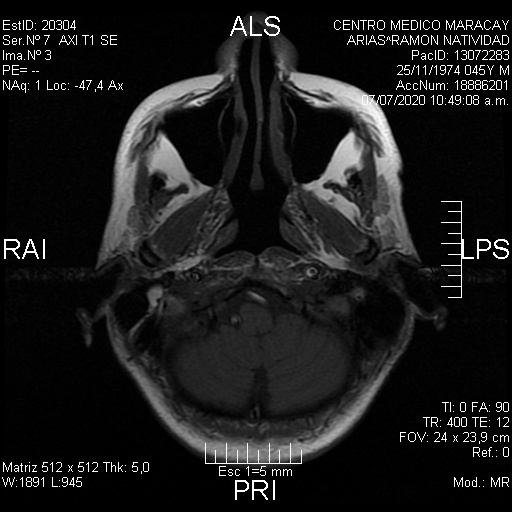 EstID: 20304
Ser.Nº 7 AXI T1 SE
Ima.Nº 3
PE= --
NAq: 1 Loc: -47,4 Ax
ALS
CENTRO MEDICO MARACAY
ARIAS^RAMON NATIVIDAD
PacID: 13072283
25/11/1974 045Y M
AccNum: 18886201
07/07/2020 10:49:08 a.m.
RAI
LPS
TI: 0 FA: 90
TR: 400 TE: 12
FOV: 24 x 23,9 cm
Ref.: 0
Matriz 512 x 512 Thk: 5,0
W:1891 L:945
Esc 1=5 mm
PRI
Mod.: MR